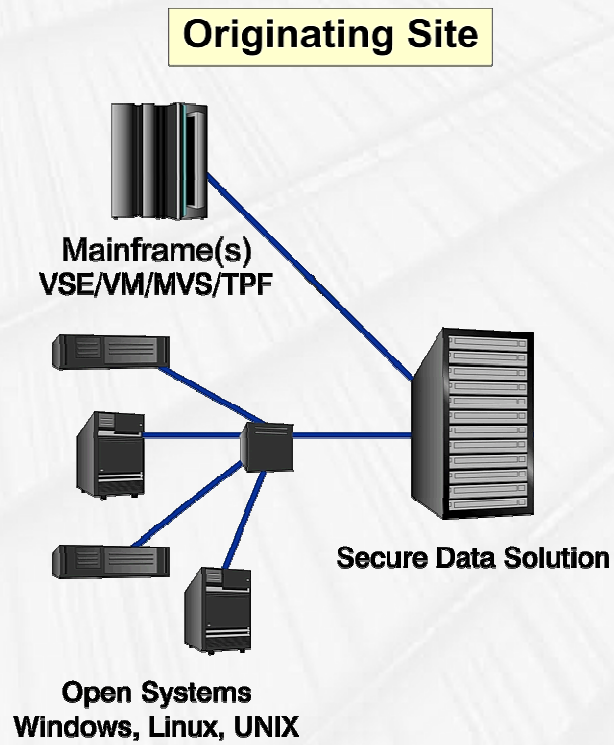 Originating Site
Mainframe(s)
VSE/VM/MVS/TPF
Secure Data Solution
Open Systems
Windows, Linux, UNIX